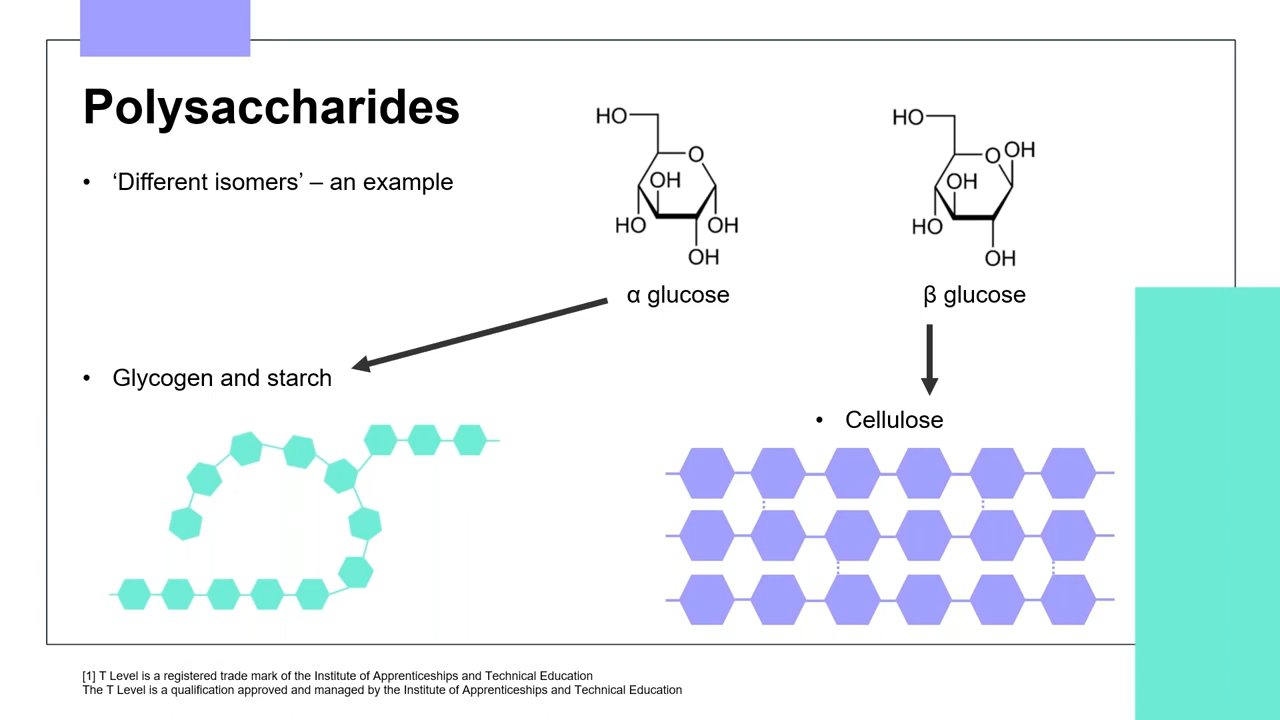 Polysaccharides
• ‘Different isomers’ – an example
HO
O
OH
HO
OH
OH
α glucose
HO
O
OH
OH
HO
OH
β glucose
• Glycogen and starch
• Cellulose
[1] T Level is a registered trade mark of the Institute of Apprenticeships and Technical Education
The T Level is a qualification approved and managed by the Institute of Apprenticeships and Technical Education